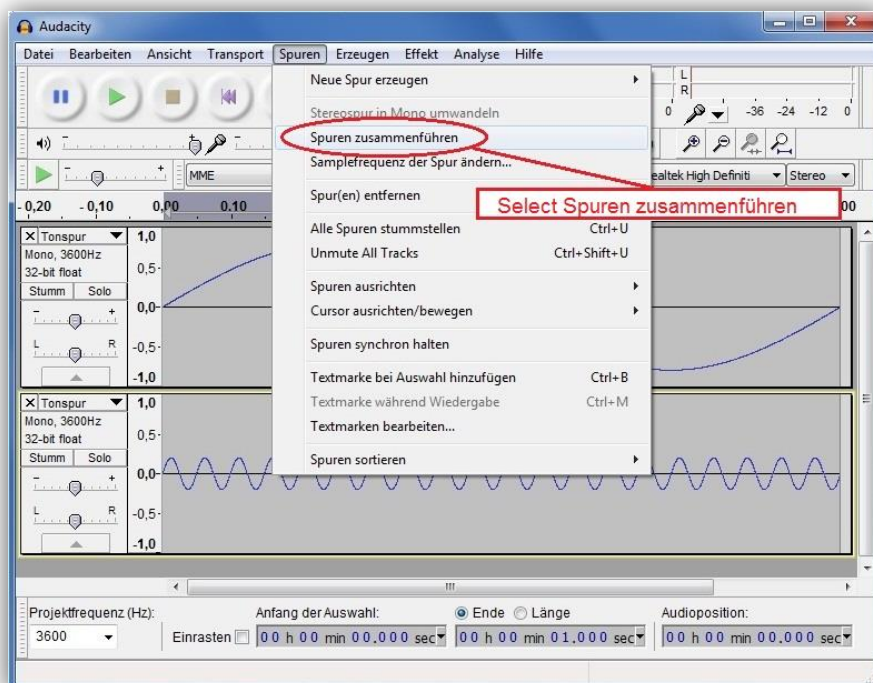 Audacity
Datei Bearbeiten Ansicht Transport Spuren Erzeugen Effekt Analyse Hilfe
Neue Spur erzeugen
Stereospur in Mono umwandeln
Spuren zusammenführen
Samplefrequenz der Spur ändern...
Spur(en) entfernen
Select Spuren zusammenführen
Alle Spuren stummstellen Ctrl+U
Unmute All Tracks Ctrl+Shift+U
Spuren ausrichten
Cursor ausrichten/bewegen
Spuren synchron halten
Textmarke bei Auswahl hinzufügen Ctrl+B
Textmarke während Wiedergabe Ctrl+M
Textmarken bearbeiten...
Spuren sortieren
L
R
0 -36 -24 -12 0
MME
ealtek High Definiti Stereo
-0,20 -0,10 0,00 0.10 00
X Tonspur 1,0
Mono, 3600Hz
32-bit float 0,5
Stumm Solo
- + 0,0
L R -0,5
-1,0
X Tonspur 1,0
Mono, 3600Hz
32-bit float 0,5
Stumm Solo
- + 0,0
L R -0,5
-1,0
Projektfrequenz (Hz): Anfang der Auswahl: Ende Länge Audioposition:
3600 Einrasten 00 h 00 min 00.000 sec 00 h 00 min 01.000 sec 00 h 00 min 00.000 sec